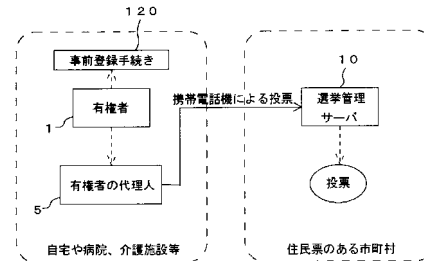 120
事前登録手続き
有権者
1
有権者の代理人
5
自宅や病院、介護施設等
携帯電話機による投票
10
選挙管理
サーバ
投票
住民票のある市町村